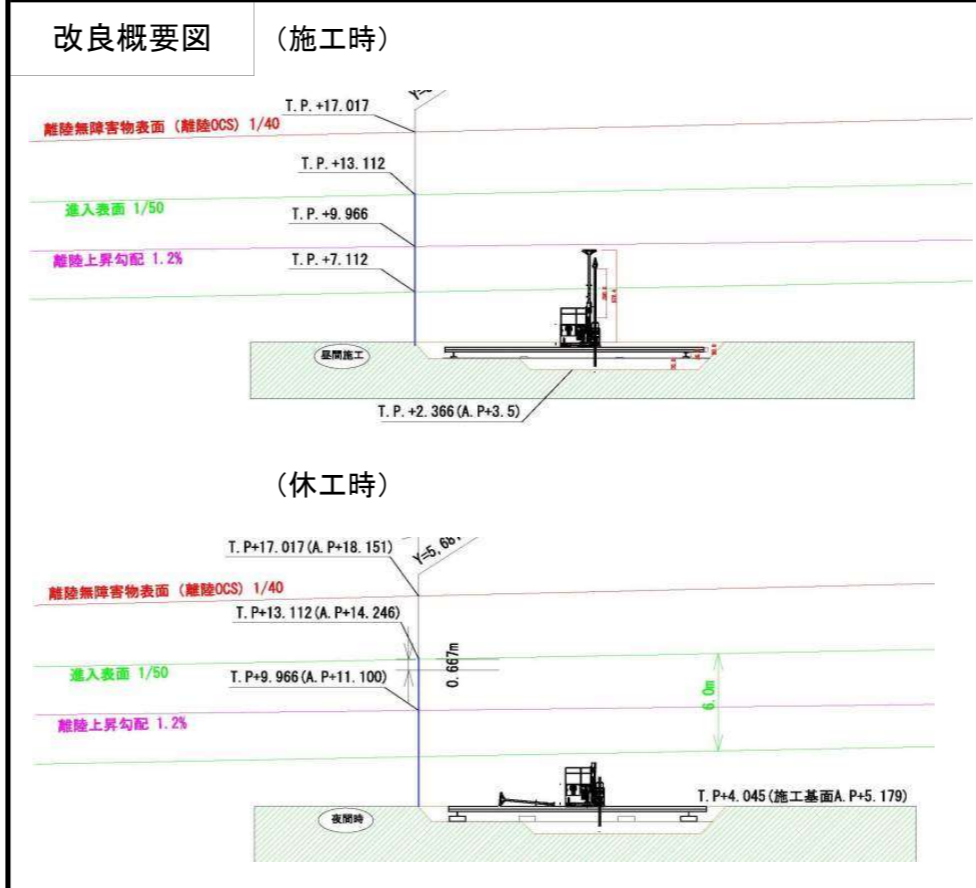 改良概要図
（施工時）
T.P.+17.017
離陸無障害物表面（離陸OCS）1/40
T.P.+13.112
進入表面 1/50
T.P.+9.966
離陸上昇勾配 1.2%
T.P.+7.112
昼間施工
T.P.+2.366(A.P+3.5)
（休工時）
T.P+17.017(A.P+18.151)
Y=5,68
離陸無障害物表面（離陸OCS）1/40
T.P+13.112(A.P+14.246)
0.667m
進入表面 1/50
T.P+9.966(A.P+11.100)
6.0m
離陸上昇勾配 1.2%
T.P+4.045(施工基面A.P+5.179)
夜間時